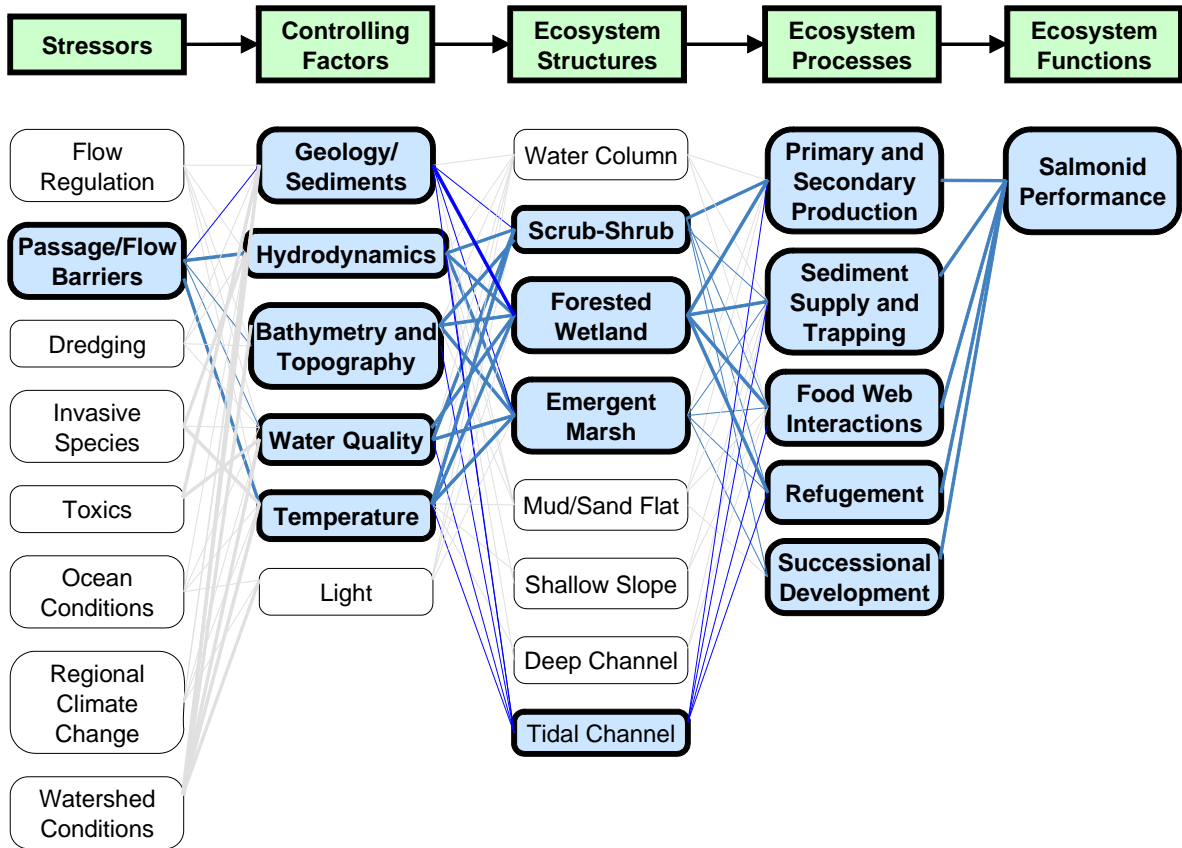 Stressors
Controlling
Factors
Ecosystem
Structures
Ecosystem
Processes
Ecosystem
Functions
Flow
Regulation
Passage/Flow
Barriers
Dredging
Invasive
Species
Toxics
Ocean
Conditions
Regional
Climate
Change
Watershed
Conditions
Geology/
Sediments
Hydrodynamics
Bathymetry and
Topography
Water Quality
Temperature
Light
Water Column
Scrub-Shrub
Forested
Wetland
Emergent
Marsh
Mud/Sand Flat
Shallow Slope
Deep Channel
Tidal Channel
Primary and
Secondary
Production
Sediment
Supply and
Trapping
Food Web
Interactions
Refugement
Successional
Development
Salmonid
Performance